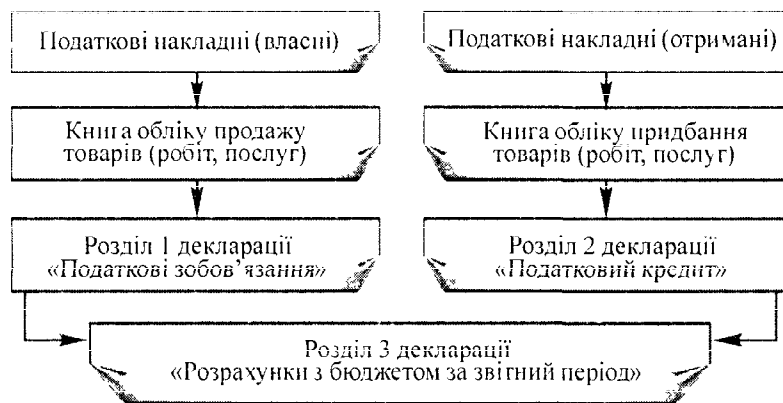 Податкові накладні (власні)
Податкові накладні (отримані)
Книга обліку продажу
товарів (робіт, послуг)
Книга обліку придбання
товарів (робіт, послуг)
Розділ 1 декларації
«Податкові зобов'язання»
Розділ 2 декларації
«Податковий кредит»
Розділ 3 декларації
«Розрахунки з бюджетом за звітний період»